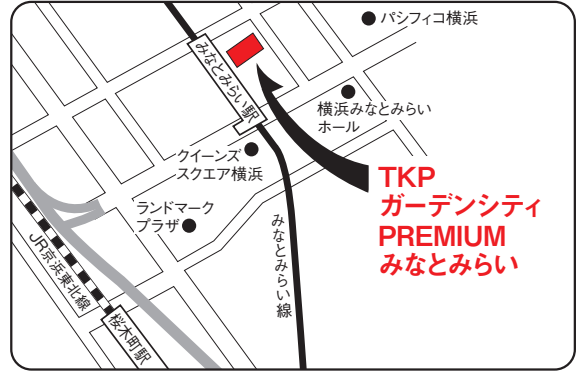 パシフィコ横浜
みなとみらい駅
横浜みなとみらい
ホール
クイーンズ
スクエア横浜
TKP
ガーデンシティ
PREMIUM
みなとみらい
ランドマーク
プラザ
みなとみらい線
JR京浜東北線
桜木町駅